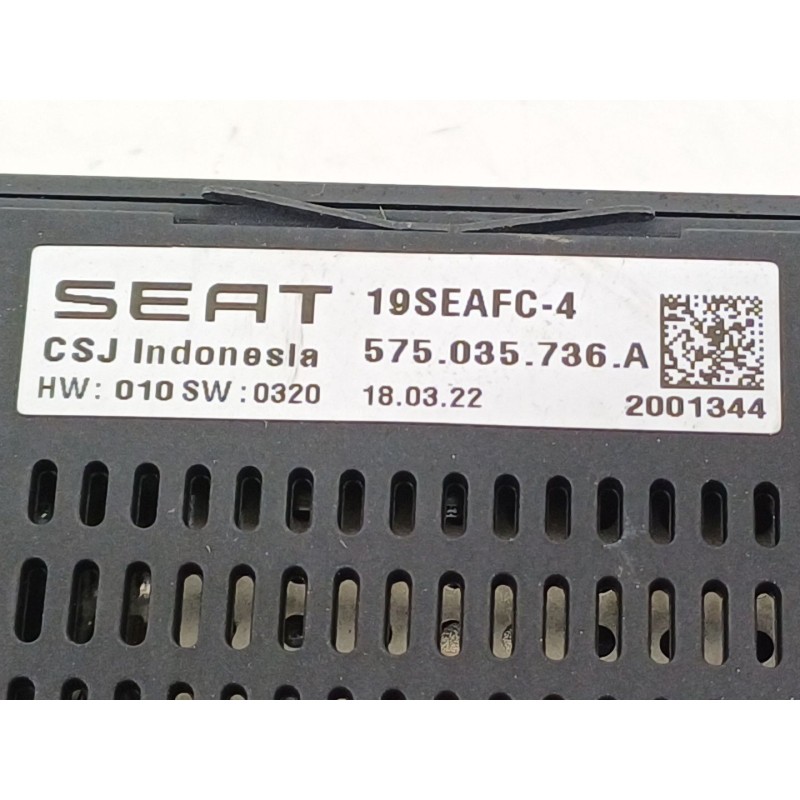 SEAT 19SEAFC-4
CSJ Indonesia 575.035.736.A
HW: 010 SW:0320 18.03.22 2001344